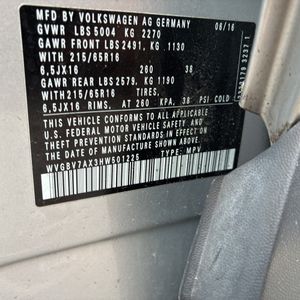 MFD. BY VOLKSWAGEN AG GERMANY 06/16
GVWR LBS 5004 KG 2270
GAWR FRONT LBS 2491, KG 1130
WITH 215/65R16
6,5JX16 260 38
GAWR REAR LBS 2579, KG 1190
WITH 215/65R16 TIRES,
6,5JX16 RIMS, AT 260 KPA, 38 PSI COLD
THIS VEHICLE CONFORMS TO ALL APPLICABLE
FEDERAL MOTOR VEHICLE SAFETY AND
THEFT PREVENTION STANDARDS IN EFFECT
ON THE DATE OF MANUFACTURE SHOWN ABOVE.
WVGBV7AX3HW501225 TYPE: MPV